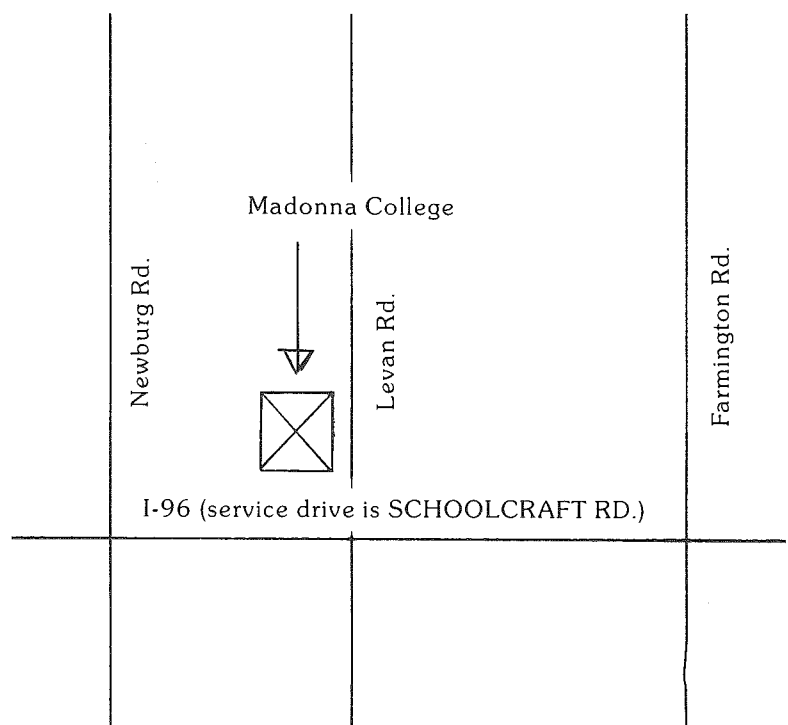 Madonna College
Newburg Rd.
Levan Rd.
Farmington Rd.
I-96 (service drive is SCHOOLCRAFT RD.)